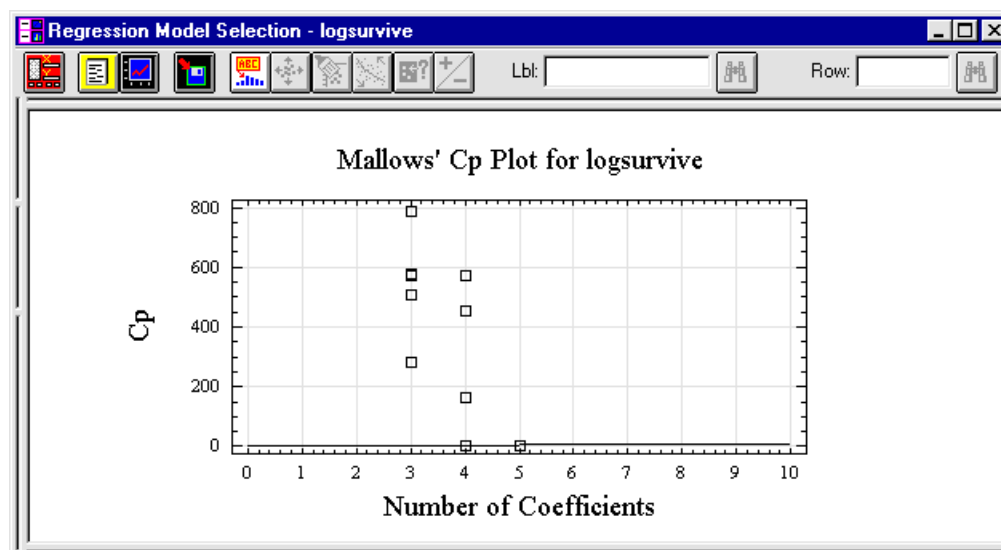 Regression Model Selection - logsurvive
ABC
Lbl:
Row:
Mallows' Cp Plot for logsurvive
800
600
400
200
0
Cp
0 1 2 3 4 5 6 7 8 9 10
Number of Coefficients